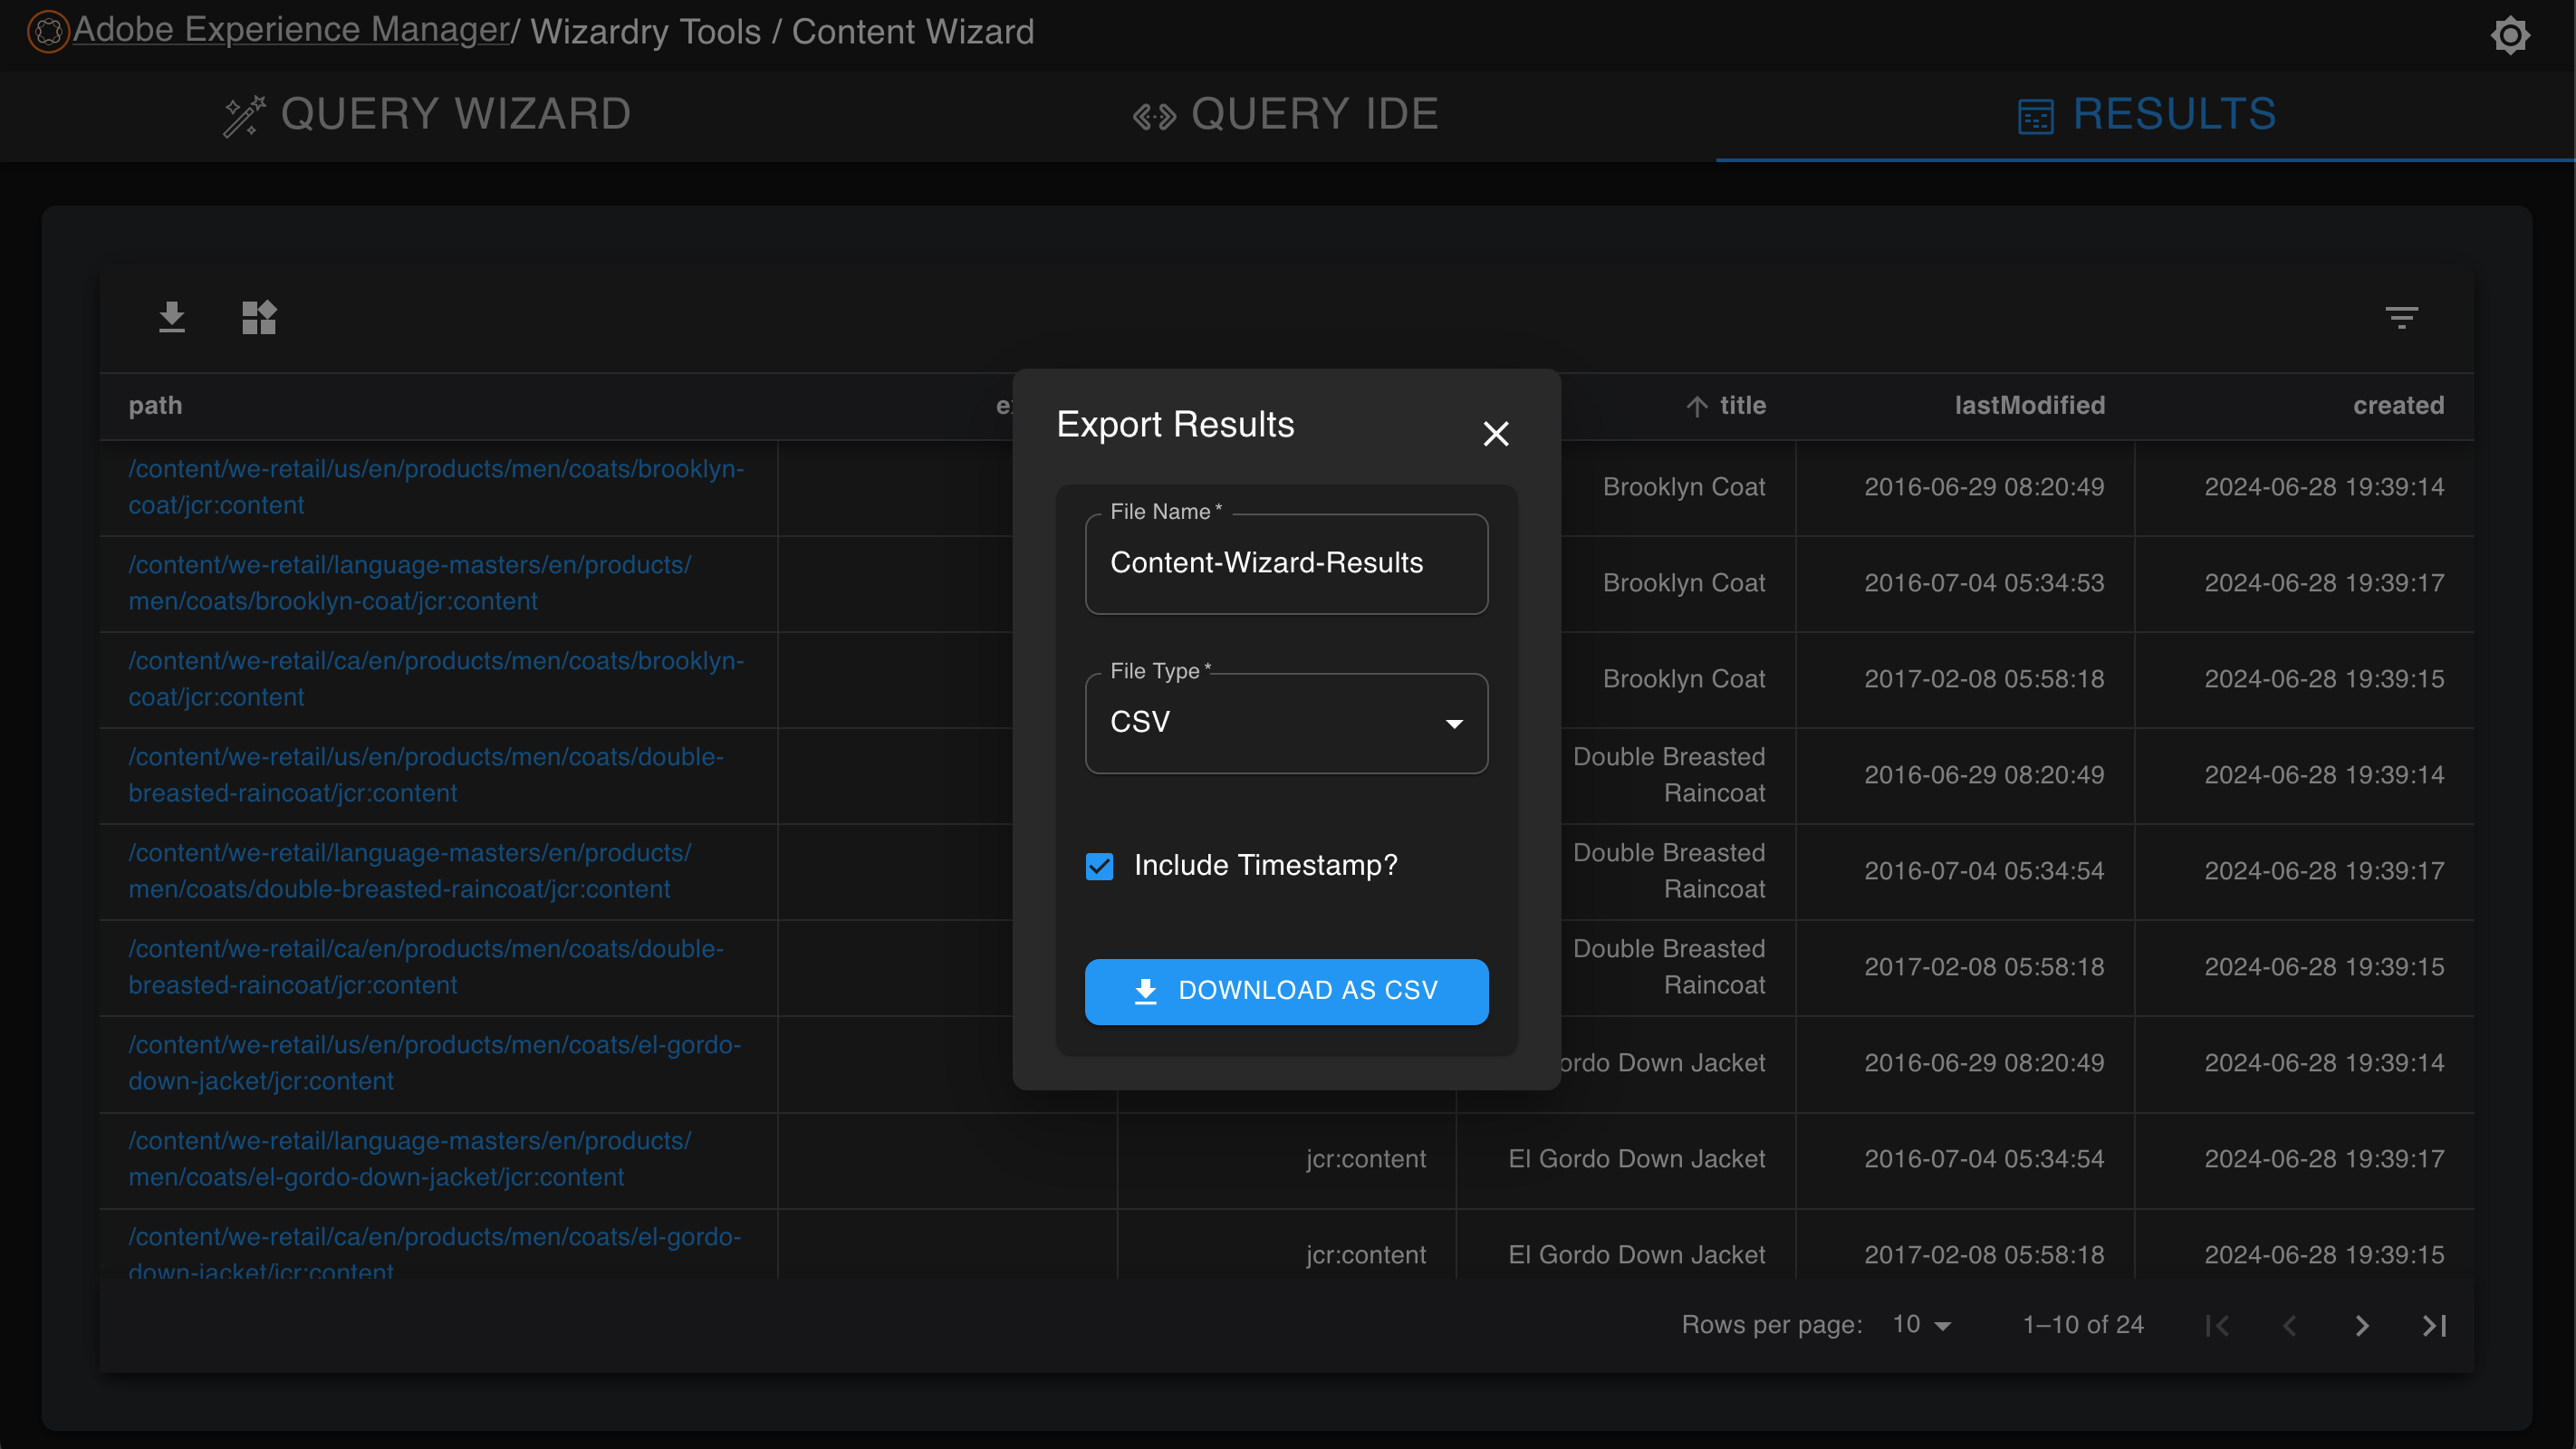 Adobe Experience Manager/ Wizardry Tools / Content Wizard
QUERY WIZARD
QUERY IDE
RESULTS
path
title
lastModified
created
/content/we-retail/us/en/products/men/coats/brooklyn-
coat/jcr:content
Brooklyn Coat
2016-06-29 08:20:49
2024-06-28 19:39:14
/content/we-retail/language-masters/en/products/
men/coats/brooklyn-coat/jcr:content
Brooklyn Coat
2016-07-04 05:34:53
2024-06-28 19:39:17
/content/we-retail/ca/en/products/men/coats/brooklyn-
coat/jcr:content
Brooklyn Coat
2017-02-08 05:58:18
2024-06-28 19:39:15
/content/we-retail/us/en/products/men/coats/double-
breasted-raincoat/jcr:content
Double Breasted
Raincoat
2016-06-29 08:20:49
2024-06-28 19:39:14
/content/we-retail/language-masters/en/products/
men/coats/double-breasted-raincoat/jcr:content
Double Breasted
Raincoat
2016-07-04 05:34:54
2024-06-28 19:39:17
/content/we-retail/ca/en/products/men/coats/double-
breasted-raincoat/jcr:content
Double Breasted
Raincoat
2017-02-08 05:58:18
2024-06-28 19:39:15
/content/we-retail/us/en/products/men/coats/el-gordo-
down-jacket/jcr:content
ordo Down Jacket
2016-06-29 08:20:49
2024-06-28 19:39:14
/content/we-retail/language-masters/en/products/
men/coats/el-gordo-down-jacket/jcr:content
jcr:content
El Gordo Down Jacket
2016-07-04 05:34:54
2024-06-28 19:39:17
/content/we-retail/ca/en/products/men/coats/el-gordo-
down-jacket/jcr:content
jcr:content
El Gordo Down Jacket
2017-02-08 05:58:18
2024-06-28 19:39:15
Rows per page: 10
1–10 of 24
Export Results
File Name *
Content-Wizard-Results
File Type *
CSV
Include Timestamp?
DOWNLOAD AS CSV